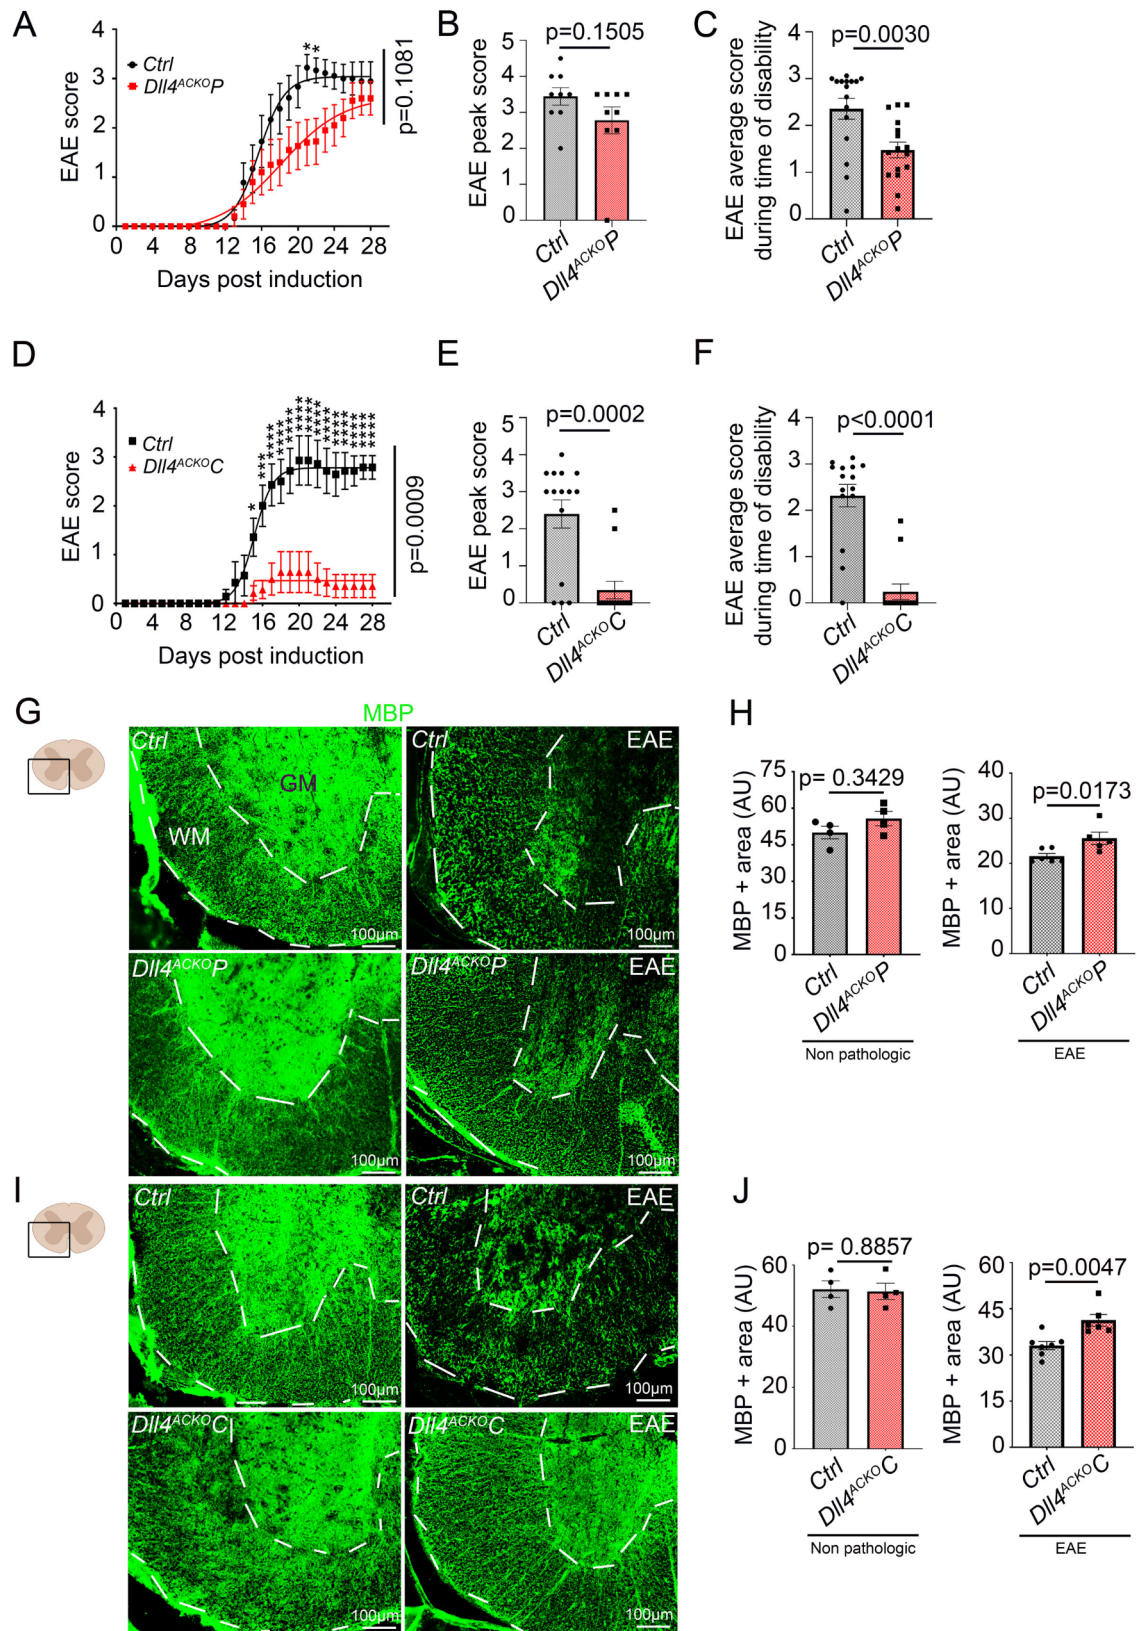 A
EAE score
4
3
2
1
0
Ctrl
Dll4ACKOP
* *
p=0.1081
0 4 8 12 16 20 24 28
Days post induction
B
p=0.1505
EAE peak score
5
4
3
2
1
0
Ctrl
Dll4ACKOP
C
p=0.0030
EAE average score
during time of disability
4
3
2
1
0
Ctrl
Dll4ACKOP
D
EAE score
4
3
2
1
0
Ctrl
Dll4ACKOC
p=0.0009
0 4 8 12 16 20 24 28
Days post induction
E
p=0.0002
EAE peak score
5
4
3
2
1
0
Ctrl
Dll4ACKOC
F
p<0.0001
EAE average score
during time of disability
4
3
2
1
0
Ctrl
Dll4ACKOC
G
MBP
Ctrl
GM
WM
100µm
Ctrl
EAE
100µm
Dll4ACKOP
100µm
Dll4ACKOP
EAE
100µm
H
p= 0.3429
MBP + area (AU)
75
60
45
30
15
0
Ctrl
Dll4ACKOP
Non pathologic
p=0.0173
MBP + area (AU)
40
30
20
10
0
Ctrl
Dll4ACKOP
EAE
I
Ctrl
100µm
Ctrl
EAE
100µm
Dll4ACKOC
100µm
Dll4ACKOC
EAE
100µm
J
p= 0.8857
MBP + area (AU)
60
40
20
0
Ctrl
Dll4ACKOC
Non pathologic
p=0.0047
MBP + area (AU)
60
45
30
15
0
Ctrl
Dll4ACKOC
EAE